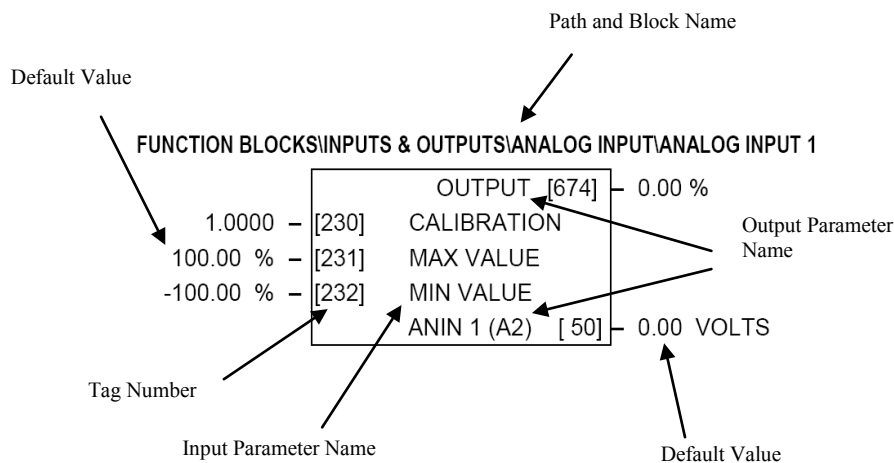 Path and Block Name
Default Value
FUNCTION BLOCKS\INPUTS & OUTPUTS\ANALOG INPUT\ANALOG INPUT 1
OUTPUT [674] – 0.00 %
1.0000 – [230] CALIBRATION
100.00 % – [231] MAX VALUE
-100.00 % – [232] MIN VALUE
ANIN 1 (A2) [ 50] – 0.00 VOLTS
Output Parameter
Name
Tag Number
Input Parameter Name
Default Value